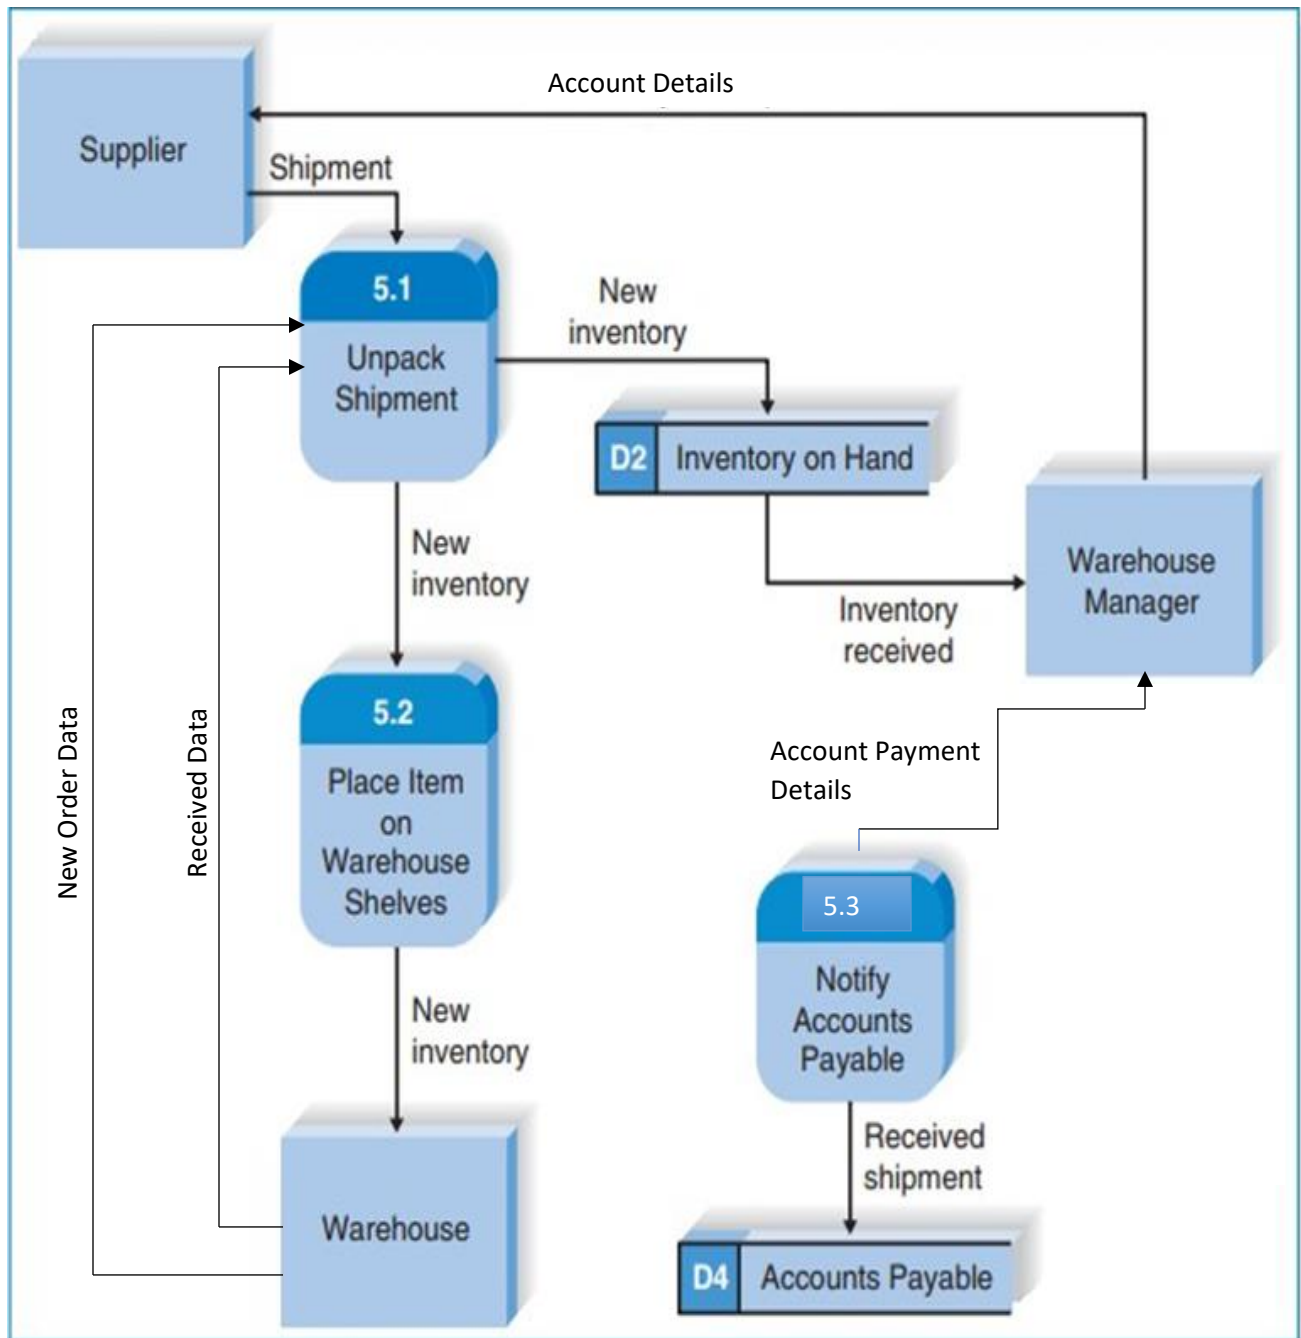 Account Details
Supplier
Shipment
5.1
Unpack
Shipment
New
inventory
D2
Inventory on Hand
Warehouse
Manager
New
inventory
Inventory
received
5.2
Place Item
on
Warehouse
Shelves
New Order Data
Received Data
Account Payment
Details
5.3
Notify
Accounts
Payable
New
inventory
Received
shipment
Warehouse
D4
Accounts Payable